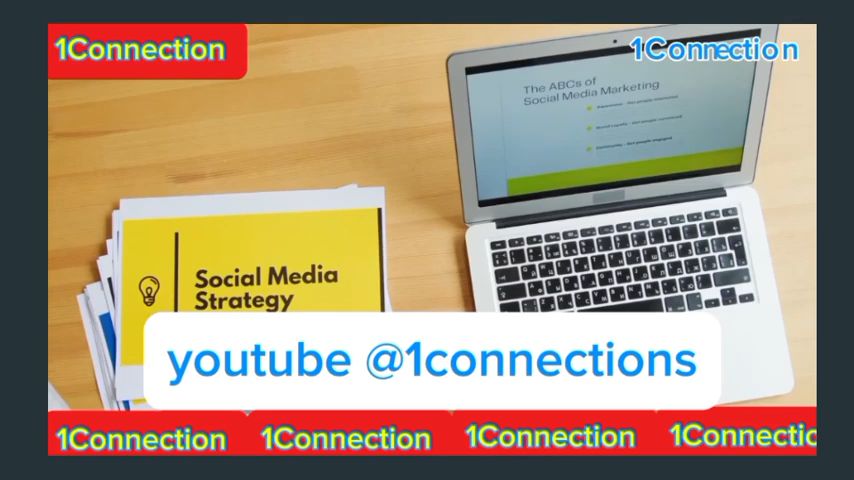 1Connection
1Connection
The ABCs of
Social Media Marketing
Social Media
Strategy
youtube @1connections
1Connection 1Connection 1Connection 1Connectio